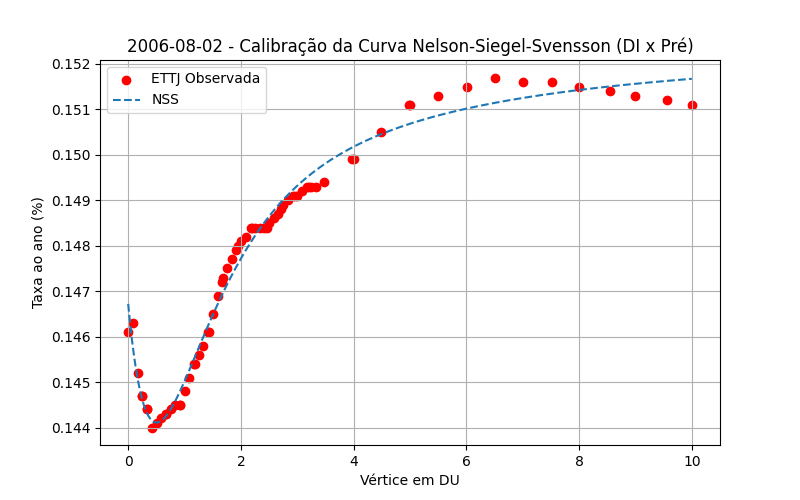 2006-08-02 - Calibração da Curva Nelson-Siegel-Svensson (DI x Pré)
ETTJ Observada
NSS
Taxa ao ano (%)
0.152
0.151
0.150
0.149
0.148
0.147
0.146
0.145
0.144
0 2 4 6 8 10
Vértice em DU